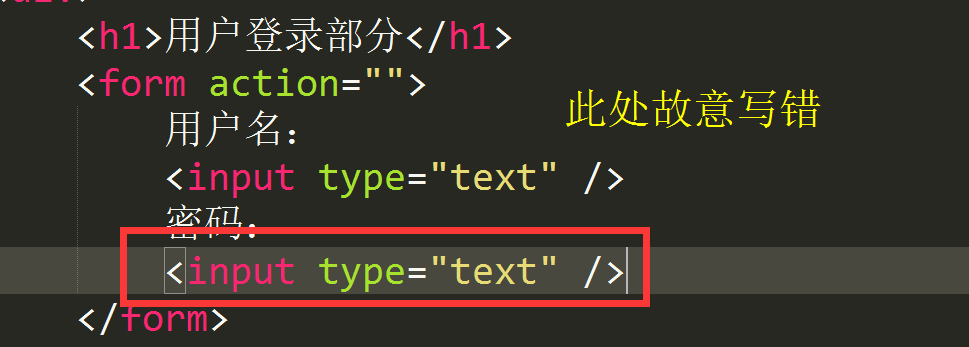 <h1>用户登录部分</h1>
<form action="">
此处故意写错
用户名：
<input type="text" />
密码：
<input type="text" />
</form>